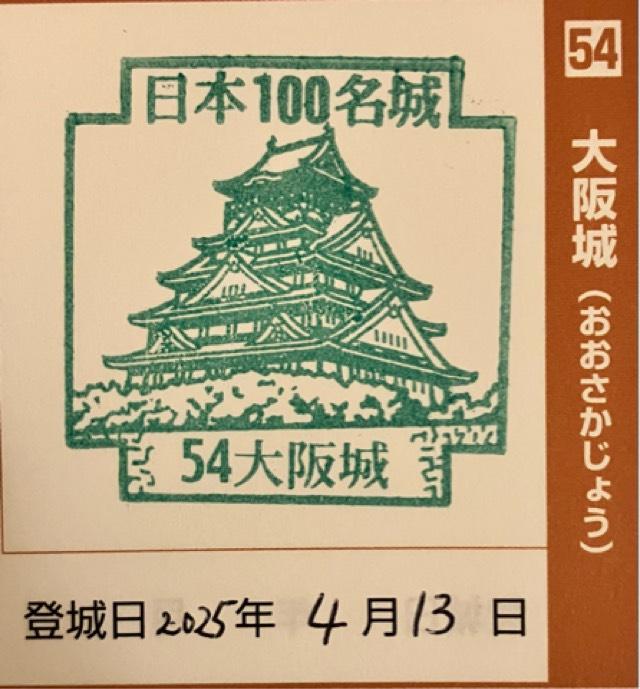 日本100名城
54大阪城
登城日2025年 4月13日
54
大阪城(おおさかじょう)